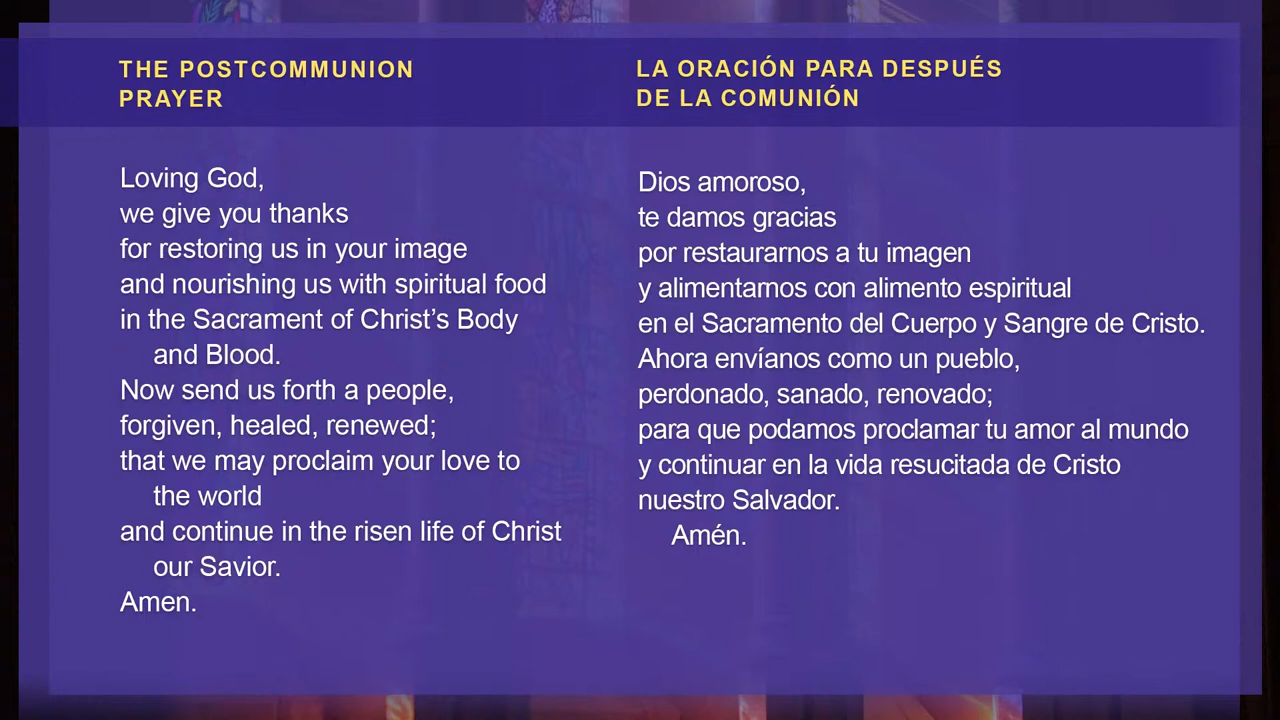 THE POSTCOMMUNION
PRAYER
Loving God,
we give you thanks
for restoring us in your image
and nourishing us with spiritual food
in the Sacrament of Christ’s Body
and Blood.
Now send us forth a people,
forgiven, healed, renewed;
that we may proclaim your love to
the world
and continue in the risen life of Christ
our Savior.
Amen.
LA ORACIÓN PARA DESPUÉS
DE LA COMUNIÓN
Dios amoroso,
te damos gracias
por restaurarnos a tu imagen
y alimentarnos con alimento espiritual
en el Sacramento del Cuerpo y Sangre de Cristo.
Ahora envíanos como un pueblo,
perdonado, sanado, renovado;
para que podamos proclamar tu amor al mundo
y continuar en la vida resucitada de Cristo
nuestro Salvador.
Amén.